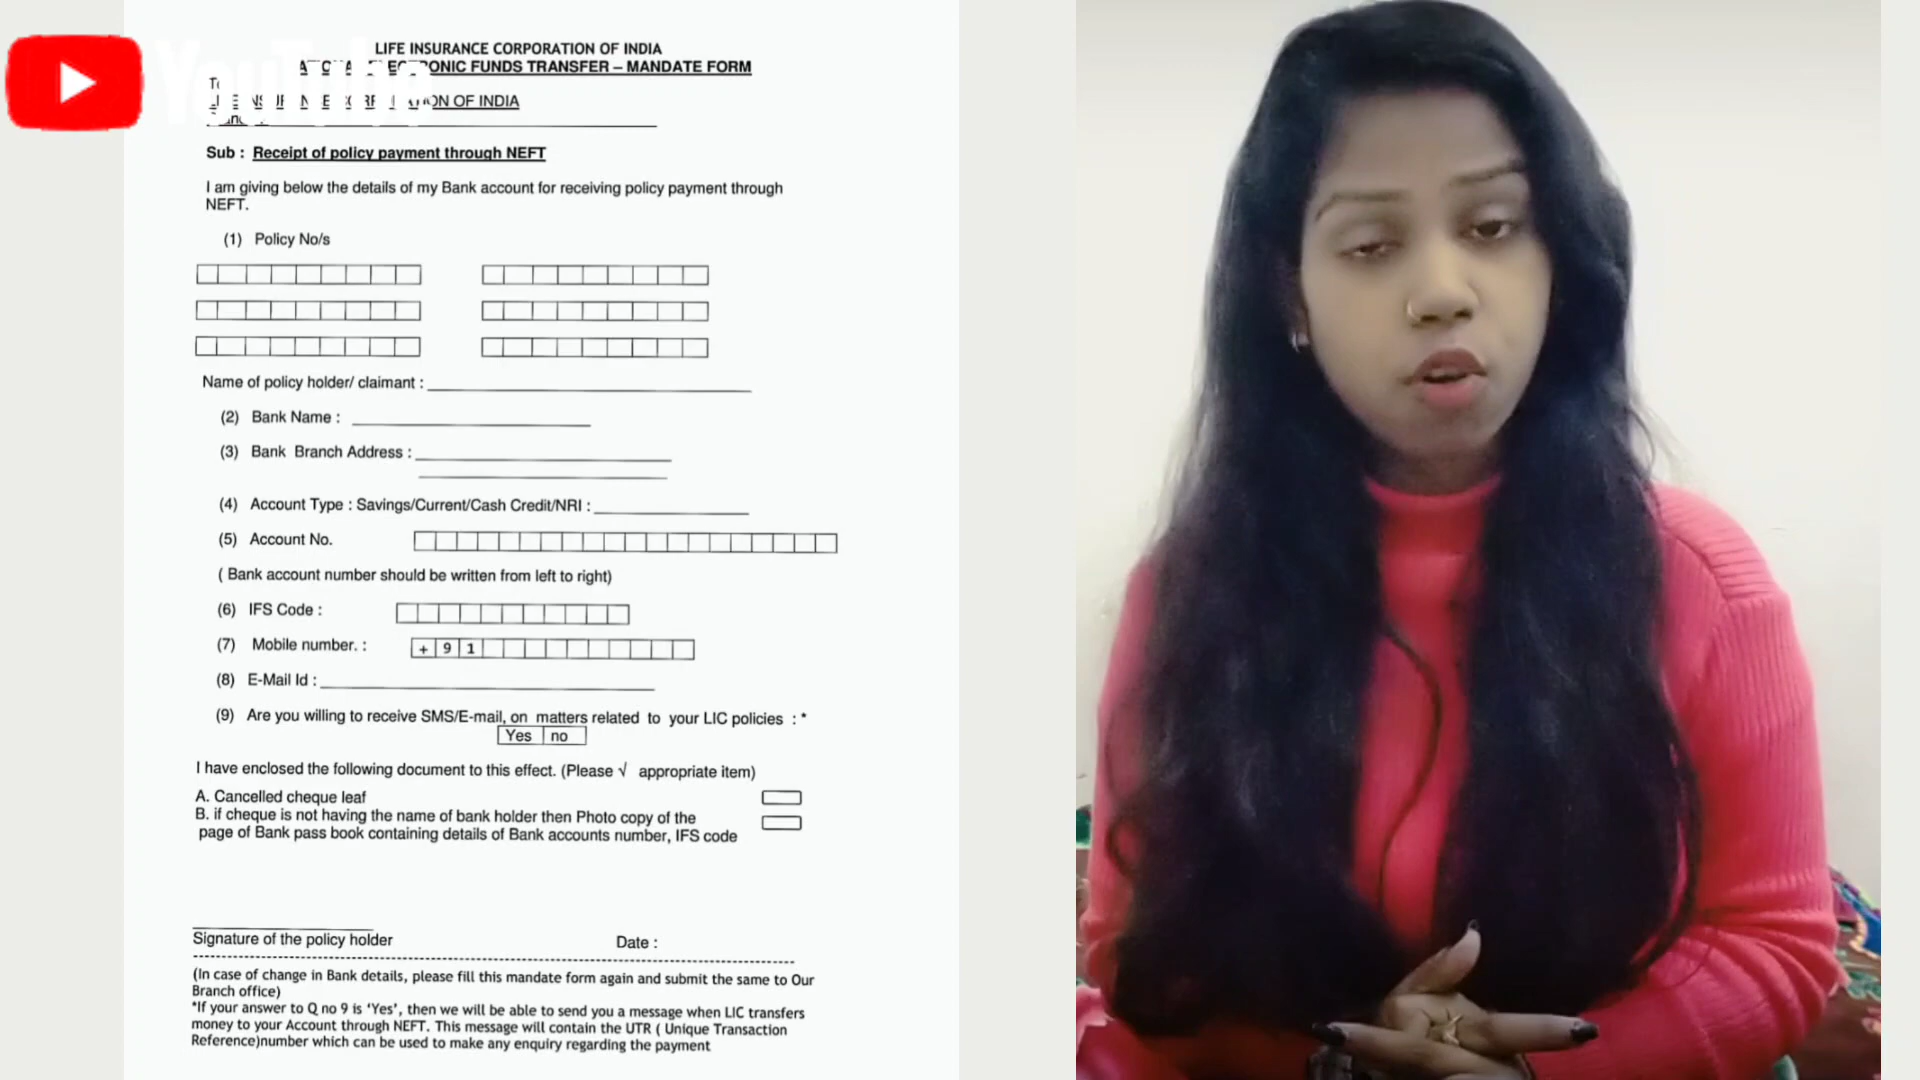 YouTube
LIFE INSURANCE CORPORATION OF INDIA
FUNDS TRANSFER – MANDATE FORM
OF INDIA
Sub : Receipt of policy payment through NEFT
I am giving below the details of my Bank account for receiving policy payment through
NEFT.
(1) Policy No/s
Name of policy holder/ claimant :
(2) Bank Name :
(3) Bank Branch Address :
(4) Account Type : Savings/Current/Cash Credit/NRI :
(5) Account No.
( Bank account number should be written from left to right)
(6) IFS Code :
(7) Mobile number. : + 9 1
(8) E-Mail Id :
(9) Are you willing to receive SMS/E-mail, on matters related to your LIC policies : *
Yes no
I have enclosed the following document to this effect. (Please √ appropriate item)
A. Cancelled cheque leaf
B. if cheque is not having the name of bank holder then Photo copy of the
page of Bank pass book containing details of Bank accounts number, IFS code
Signature of the policy holder Date :
(In case of change in Bank details, please fill this mandate form again and submit the same to Our
Branch office)
*If your answer to Q no 9 is ‘Yes’, then we will be able to send you a message when LIC transfers
money to your Account through NEFT. This message will contain the UTR ( Unique Transaction
Reference)number which can be used to make any enquiry regarding the payment